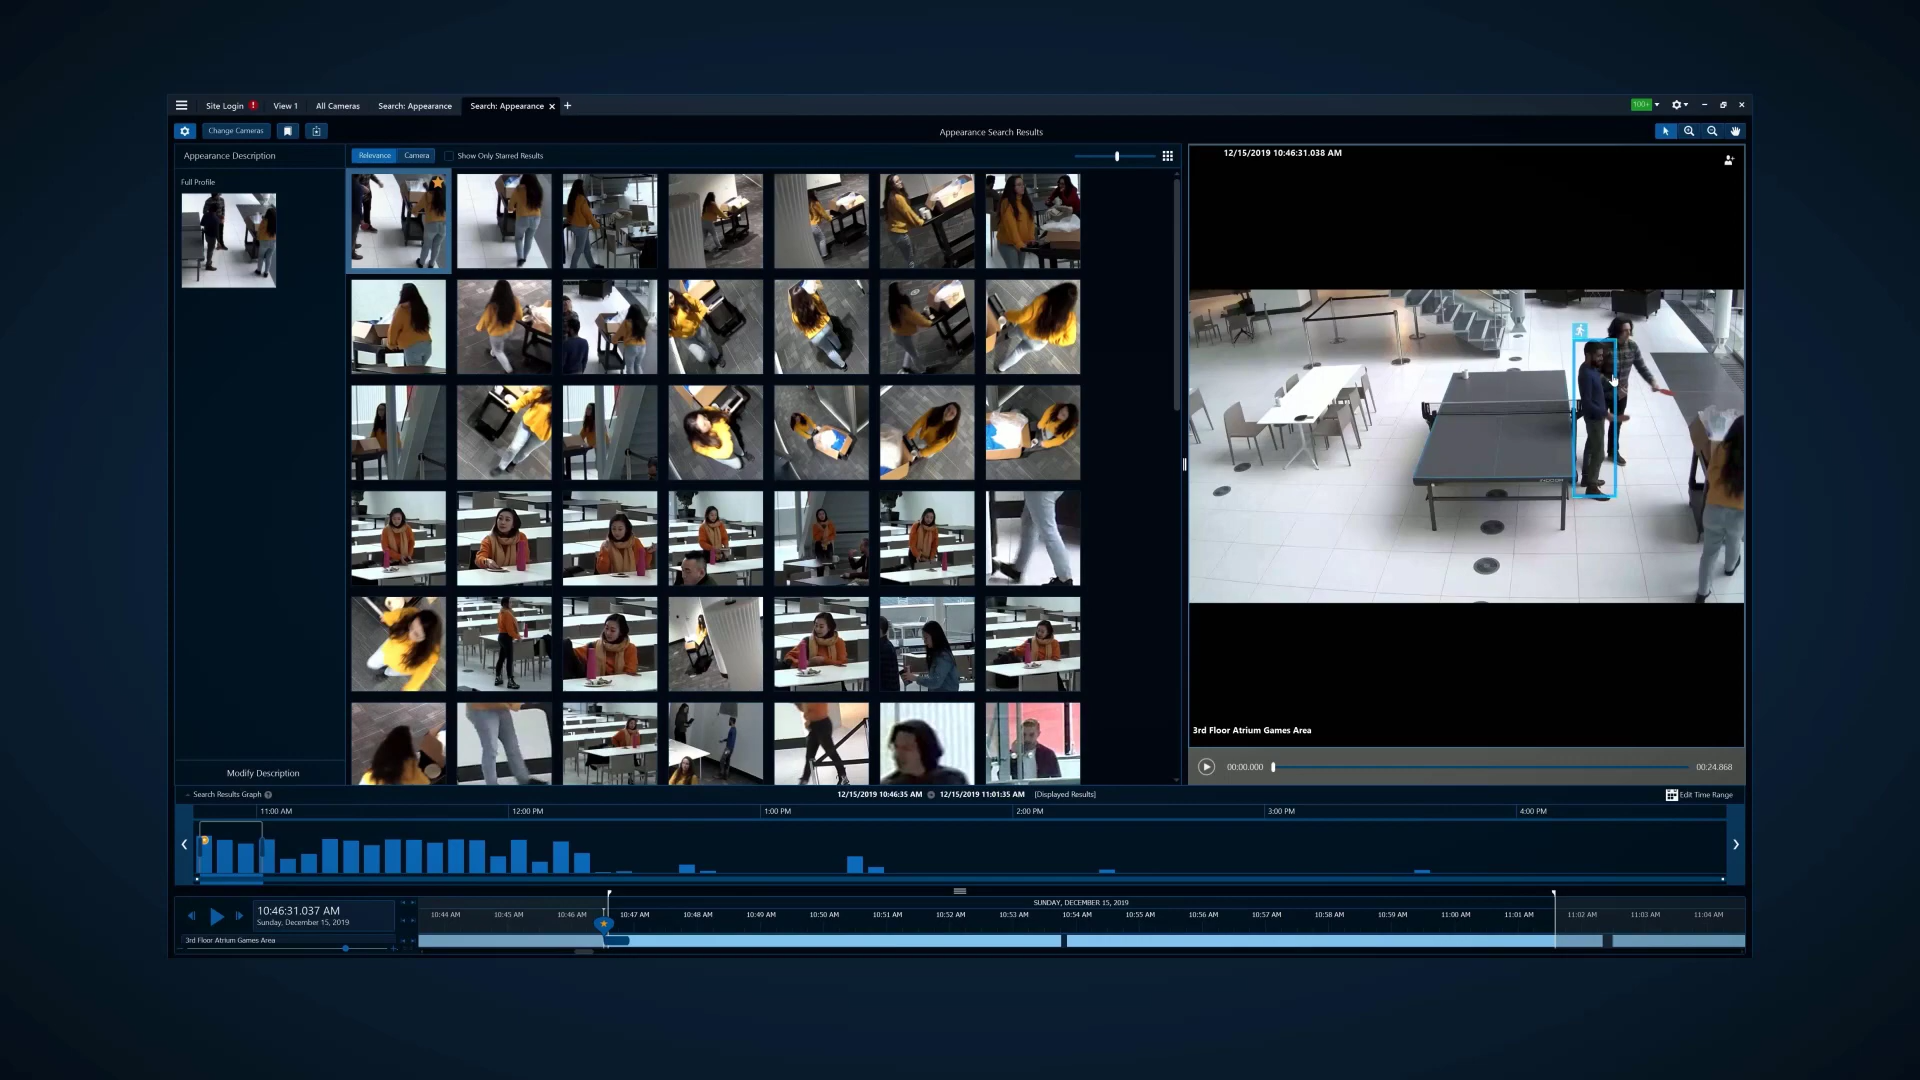 Site Login ! View 1 All Cameras Search: Appearance Search: Appearance × +
100+
Change Cameras
Appearance Search Results
Appearance Description
Relevance Camera Show Only Starred Results
12/15/2019 10:46:31.038 AM
Full Profile
3rd Floor Atrium Games Area
00:00.000 00:24.868
Modify Description
Search Results Graph ?
12/15/2019 10:46:35 AM 12/15/2019 11:01:35 AM [Displayed Results]
Edit Time Range
11:00 AM 12:00 PM 1:00 PM 2:00 PM 3:00 PM 4:00 PM
SUNDAY, DECEMBER 15, 2019
10:46:31.037 AM
Sunday, December 15, 2019
10:44 AM 10:45 AM 10:46 AM 10:47 AM 10:48 AM 10:49 AM 10:50 AM 10:51 AM 10:52 AM 10:53 AM 10:54 AM 10:55 AM 10:56 AM 10:57 AM 10:58 AM 10:59 AM 11:00 AM 11:01 AM 11:02 AM 11:03 AM 11:04 AM
3rd Floor Atrium Games Area